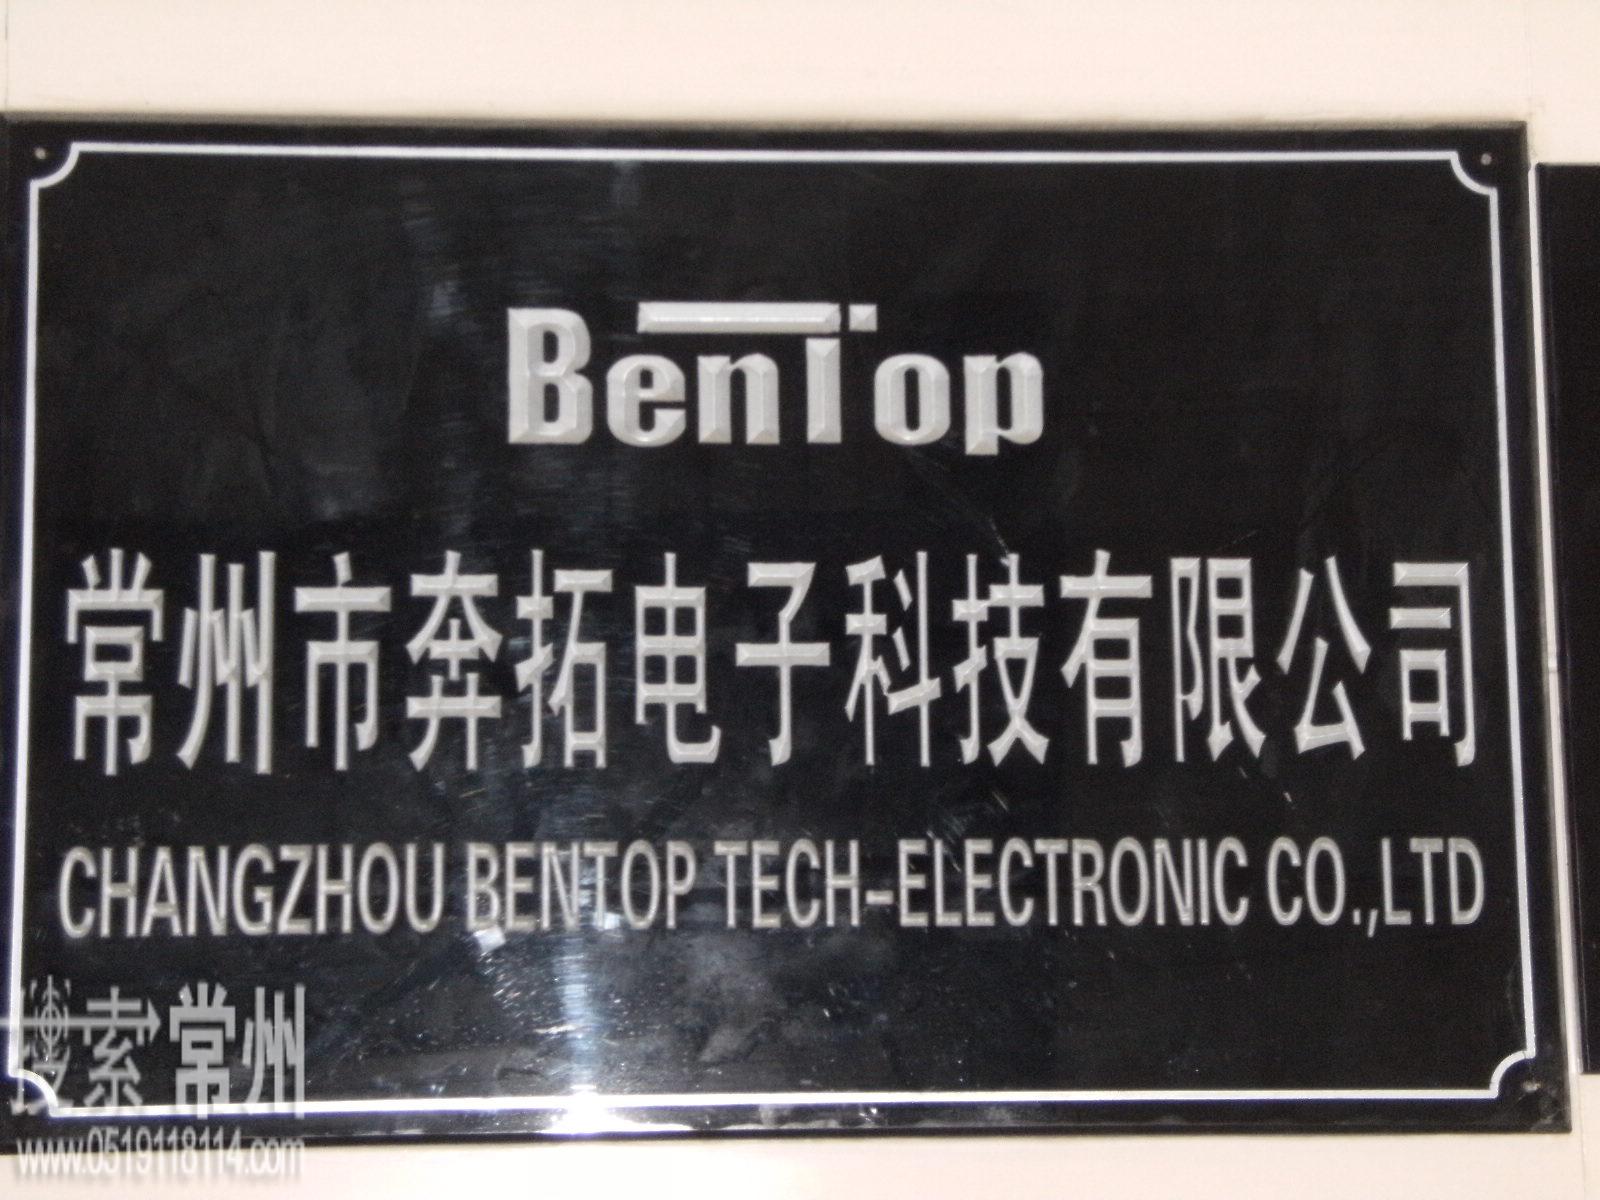 BenTop
常州市奔拓电子科技有限公司
CHANGZHOU BENTOP TECH-ELECTRONIC CO.,LTD
搜索常州
www.0519118114.com